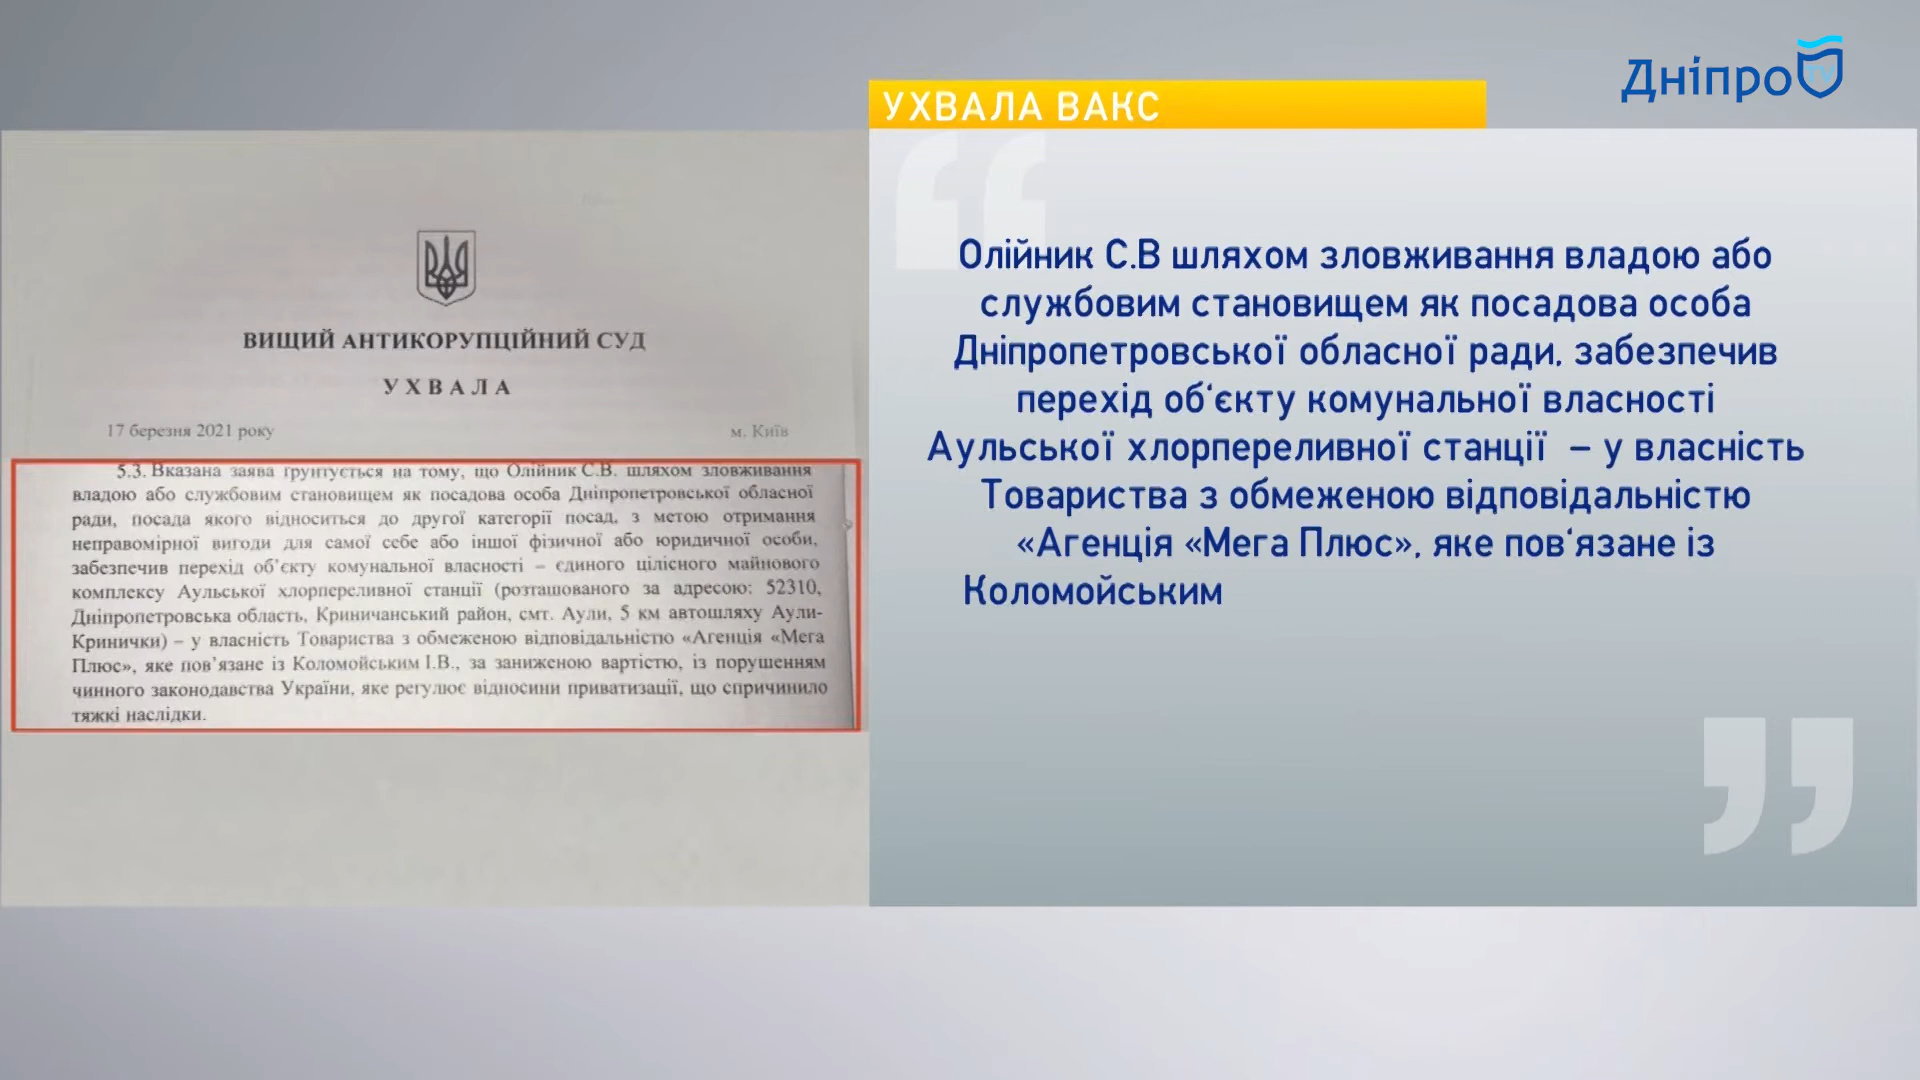 Дніпро TV
УХВАЛА ВАКС
ВИЩИЙ АНТИКОРУПЦІЙНИЙ СУД
УХВАЛА
17 березня 2021 року м. Київ
5.3. Вказана заява ґрунтується на тому, що Олійник С.В. шляхом зловживання
владою або службовим становищем як посадова особа Дніпропетровської обласної
ради, посада якого відноситься до другої категорії посад, з метою отримання
неправомірної вигоди для самої себе або іншої фізичної або юридичної особи,
забезпечив перехід об’єкту комунальної власності – єдиного цілісного майнового
комплексу Аульської хлорпереливної станції (розташованого за адресою: 52310,
Дніпропетровська область, Криничанський район, смт. Аули, 5 км автошляху Аули-
Кринички) – у власність Товариства з обмеженою відповідальністю «Агенція «Мега
Плюс», яке пов’язане із Коломойським І.В., за заниженою вартістю, із порушенням
чинного законодавства України, яке регулює відносини приватизації, що спричинило
тяжкі наслідки.
Олійник С.В шляхом зловживання владою або
службовим становищем як посадова особа
Дніпропетровської обласної ради, забезпечив
перехід об‘єкту комунальної власності
Аульської хлорпереливної станції – у власність
Товариства з обмеженою відповідальністю
«Агенція «Мега Плюс», яке пов‘язане із
Коломойським